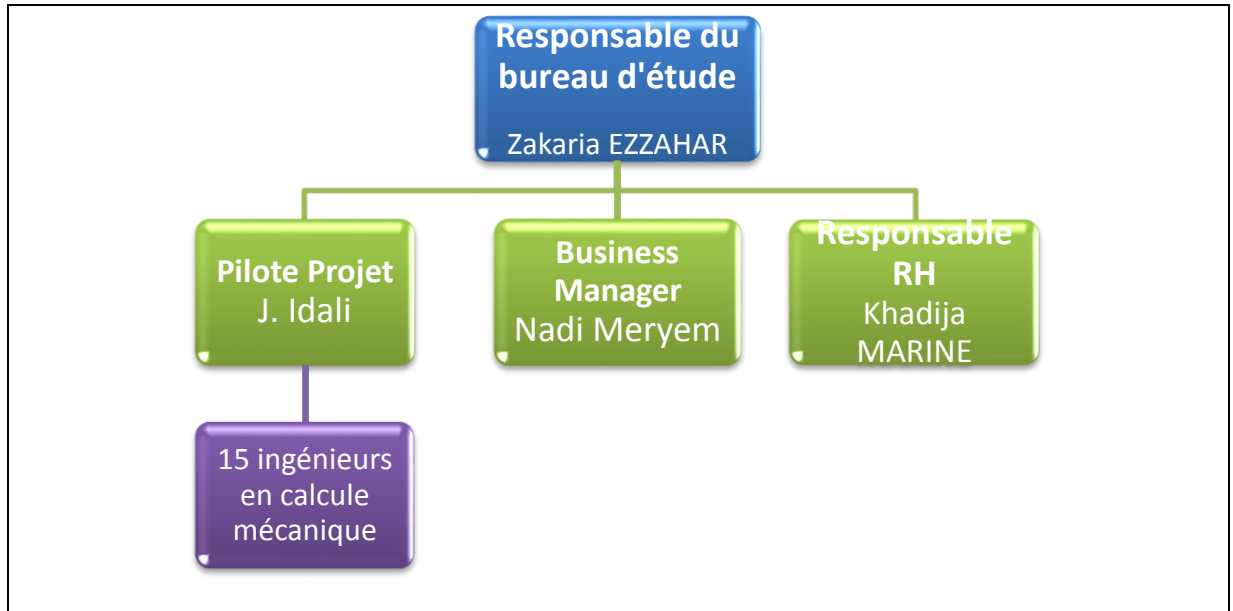 Responsable du
bureau d'étude
Zakaria EZZAHAR
Pilote Projet
J. Idali
Business
Manager
Nadi Meryem
Responsable
RH
Khadija
MARINE
15 ingénieurs
en calcule
mécanique